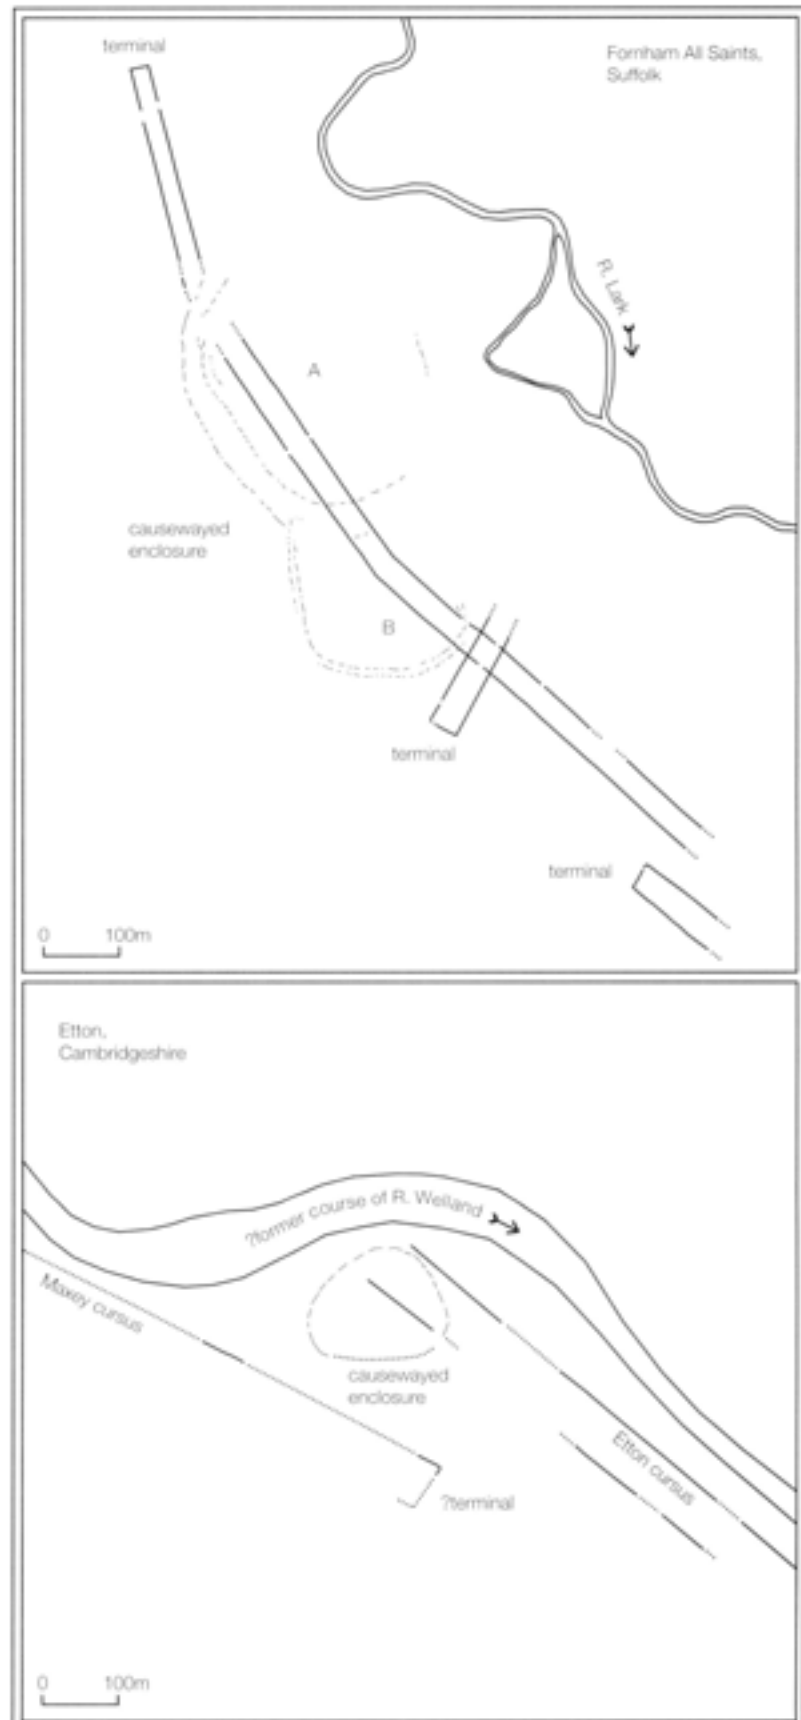 terminal
Fornham All Saints,
Suffolk
R. Lark
A
causewayed
enclosure
B
terminal
terminal
0 100m
Etton,
Cambridgeshire
?former course of R. Welland
Maxey cursus
causewayed
enclosure
Etton cursus
?terminal
0 100m